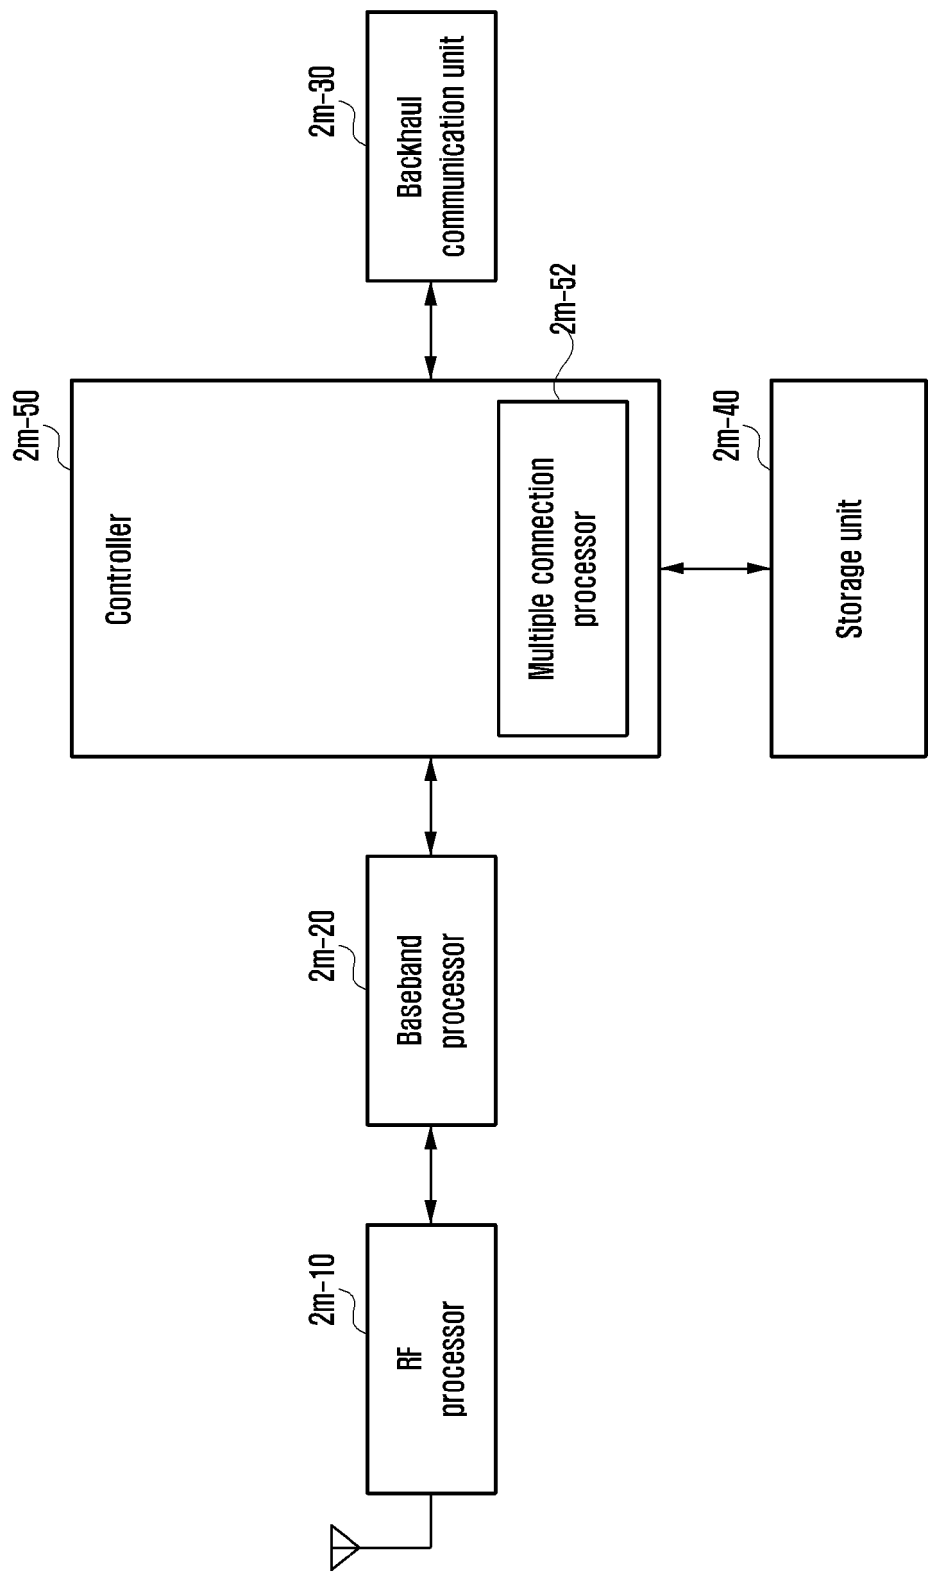 2m-50
Controller
2m-10
RF
processor
2m-20
Baseband
processor
2m-30
Backhaul
communication unit
Multiple connection
processor
2m-52
2m-40
Storage unit